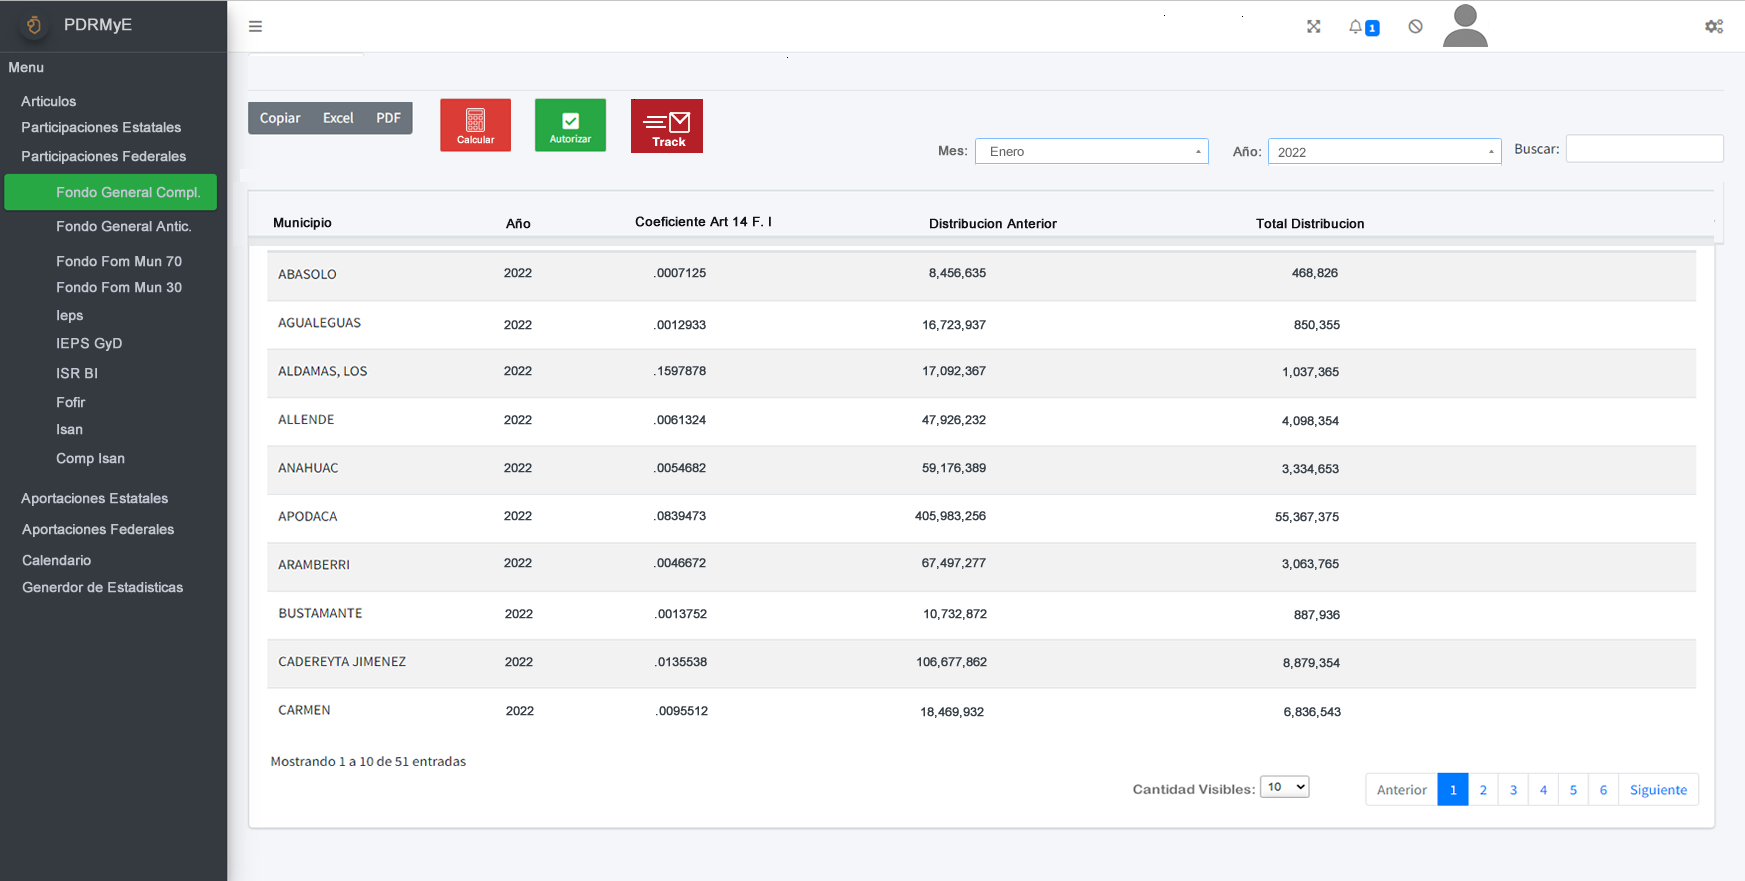 PDRMyE
1
Menu
Articulos
Participaciones Estatales
Participaciones Federales
Fondo General Compl.
Fondo General Antic.
Fondo Fom Mun 70
Fondo Fom Mun 30
Ieps
IEPS GyD
ISR BI
Fofir
Isan
Comp Isan
Aportaciones Estatales
Aportaciones Federales
Calendario
Generdor de Estadisticas
Copiar Excel PDF
Calcular
Autorizar
Track
Mes: Enero Año: 2022 Buscar:
Municipio Año Coeficiente Art 14 F. I Distribucion Anterior Total Distribucion
ABASOLO 2022 .0007125 8,456,635 468,826
AGUALEGUAS 2022 .0012933 16,723,937 850,355
ALDAMAS, LOS 2022 .1597878 17,092,367 1,037,365
ALLENDE 2022 .0061324 47,926,232 4,098,354
ANAHUAC 2022 .0054682 59,176,389 3,334,653
APODACA 2022 .0839473 405,983,256 55,367,375
ARAMBERRI 2022 .0046672 67,497,277 3,063,765
BUSTAMANTE 2022 .0013752 10,732,872 887,936
CADEREYTA JIMENEZ 2022 .0135538 106,677,862 8,879,354
CARMEN 2022 .0095512 18,469,932 6,836,543
Mostrando 1 a 10 de 51 entradas
Cantidad Visibles: 10 Anterior 1 2 3 4 5 6 Siguiente